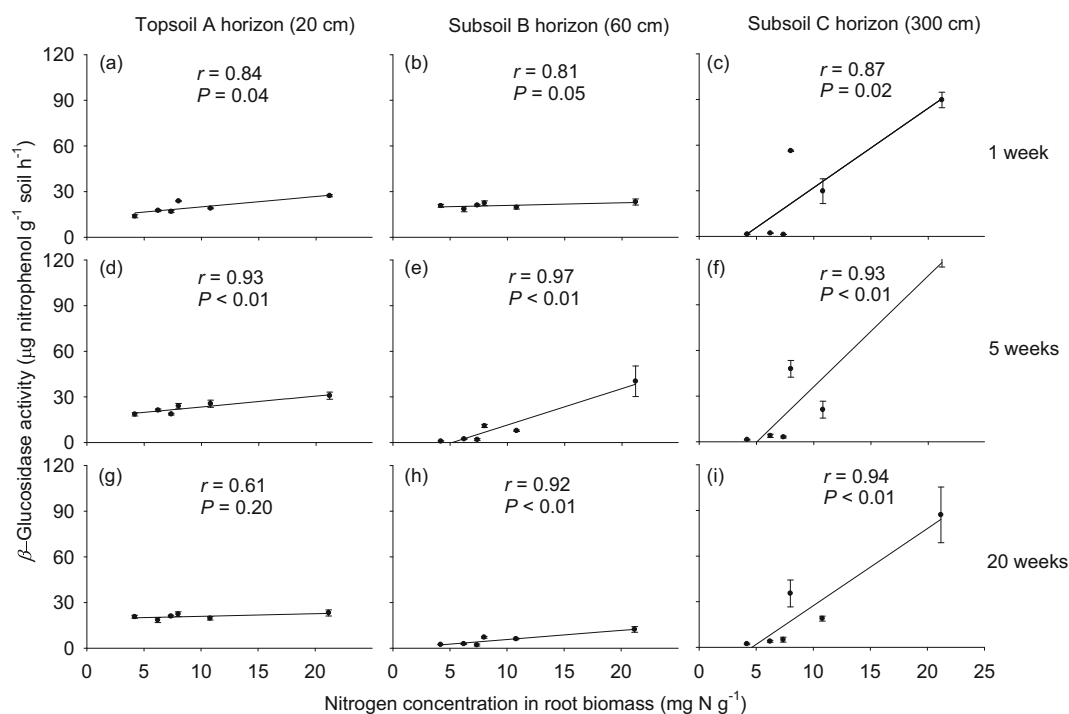 Topsoil A horizon (20 cm)
Subsoil B horizon (60 cm)
Subsoil C horizon (300 cm)
β–Glucosidase activity (μg nitrophenol g⁻¹ soil h⁻¹)
120
90
60
30
0
(a)
r = 0.84
P = 0.04
(b)
r = 0.81
P = 0.05
(c)
r = 0.87
P = 0.02
1 week
120
90
60
30
0
(d)
r = 0.93
P < 0.01
(e)
r = 0.97
P < 0.01
(f)
r = 0.93
P < 0.01
5 weeks
120
90
60
30
0
(g)
r = 0.61
P = 0.20
(h)
r = 0.92
P < 0.01
(i)
r = 0.94
P < 0.01
20 weeks
0 5 10 15 20 0 5 10 15 20 0 5 10 15 20 25
Nitrogen concentration in root biomass (mg N g⁻¹)